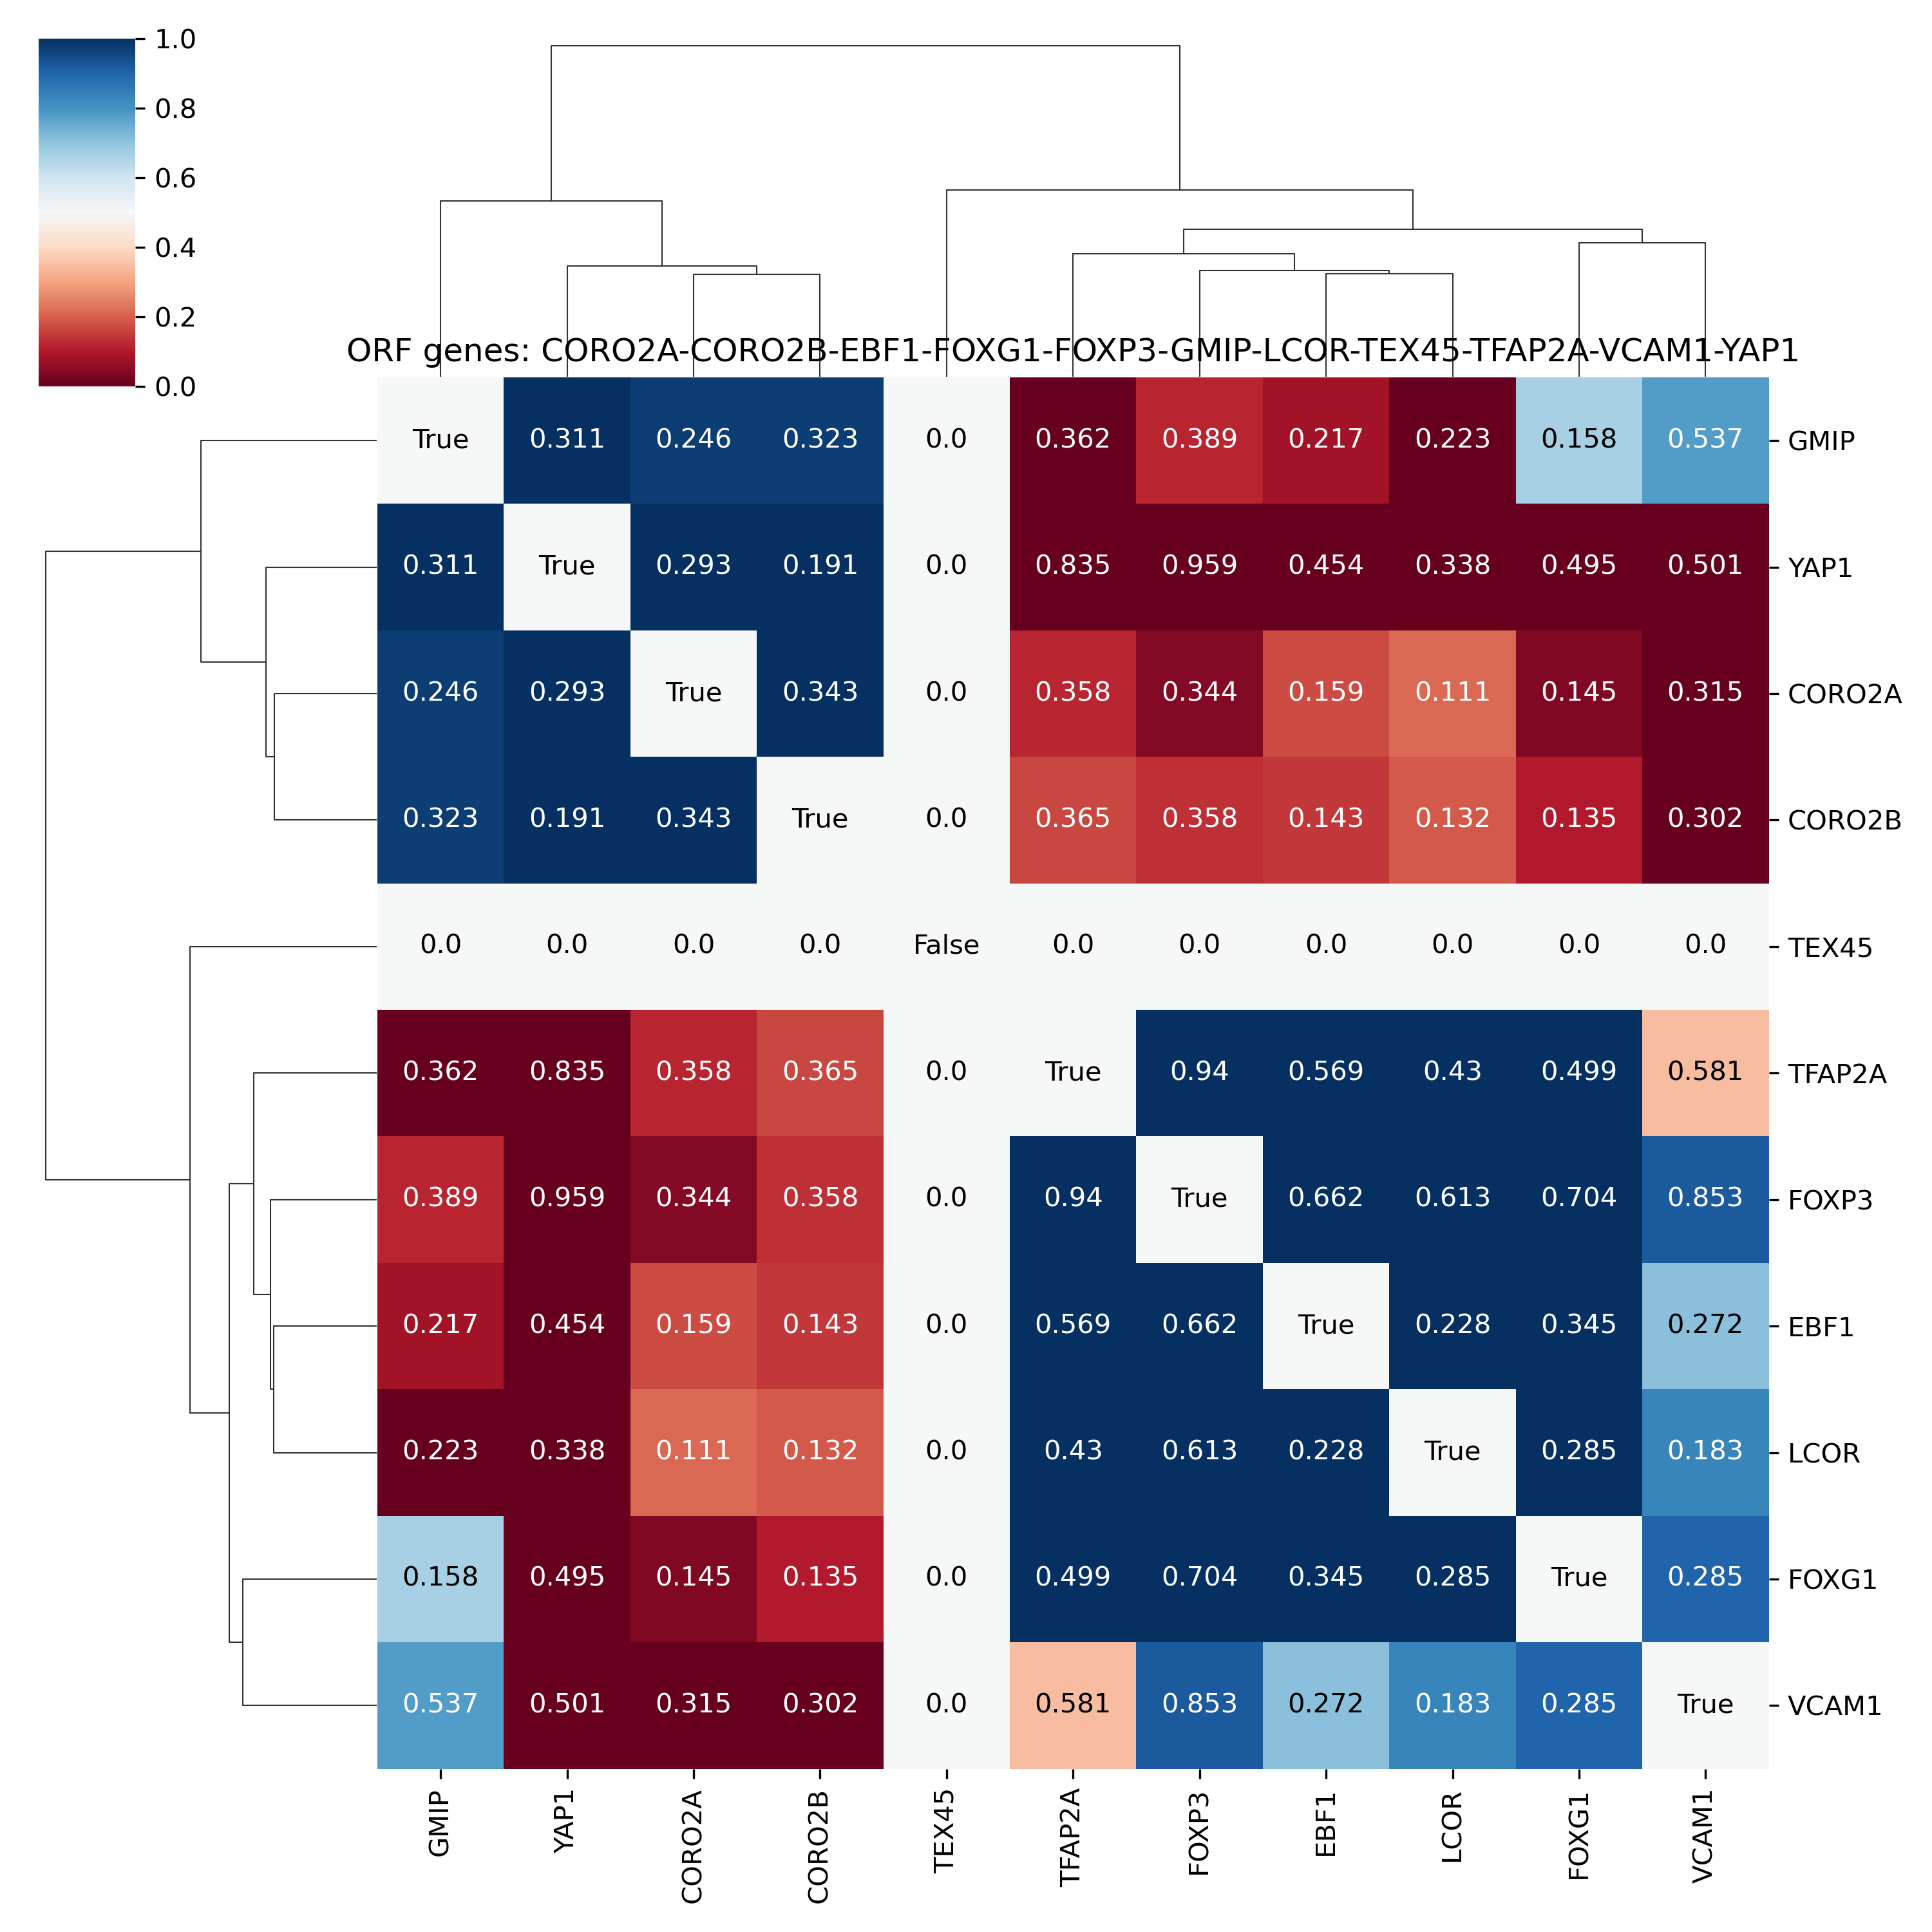 1.0
0.8
0.6
0.4
0.2
0.0
ORF genes: CORO2A-CORO2B-EBF1-FOXG1-FOXP3-GMIP-LCOR-TEX45-TFAP2A-VCAM1-YAP1
True 0.311 0.246 0.323 0.0 0.362 0.389 0.217 0.223 0.158 0.537 GMIP
0.311 True 0.293 0.191 0.0 0.835 0.959 0.454 0.338 0.495 0.501 YAP1
0.246 0.293 True 0.343 0.0 0.358 0.344 0.159 0.111 0.145 0.315 CORO2A
0.323 0.191 0.343 True 0.0 0.365 0.358 0.143 0.132 0.135 0.302 CORO2B
0.0 0.0 0.0 0.0 False 0.0 0.0 0.0 0.0 0.0 0.0 TEX45
0.362 0.835 0.358 0.365 0.0 True 0.94 0.569 0.43 0.499 0.581 TFAP2A
0.389 0.959 0.344 0.358 0.0 0.94 True 0.662 0.613 0.704 0.853 FOXP3
0.217 0.454 0.159 0.143 0.0 0.569 0.662 True 0.228 0.345 0.272 EBF1
0.223 0.338 0.111 0.132 0.0 0.43 0.613 0.228 True 0.285 0.183 LCOR
0.158 0.495 0.145 0.135 0.0 0.499 0.704 0.345 0.285 True 0.285 FOXG1
0.537 0.501 0.315 0.302 0.0 0.581 0.853 0.272 0.183 0.285 True VCAM1
GMIP YAP1 CORO2A CORO2B TEX45 TFAP2A FOXP3 EBF1 LCOR FOXG1 VCAM1